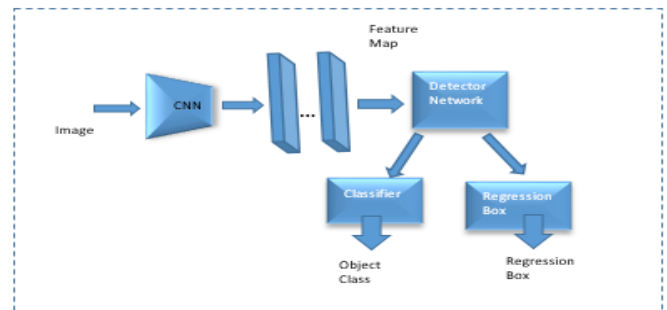 Feature
Map
Detector
Network
CNN
...
Image
Classifier
Regression
Box
Object
Class
Regression
Box